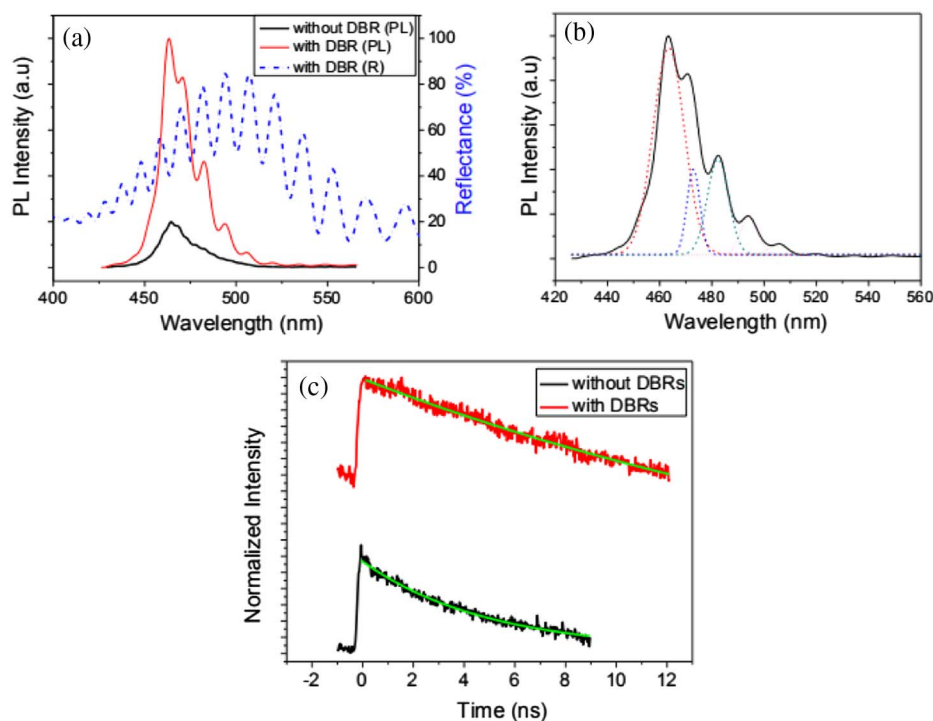 (a)
without DBR (PL)
with DBR (PL)
with DBR (R)
PL Intensity (a.u)
100
80
60
40
20
0
Reflectance (%)
400 450 500 550 600
Wavelength (nm)
(b)
PL Intensity (a.u)
420 440 460 480 500 520 540 560
Wavelength (nm)
(c)
without DBRs
with DBRs
Normalized Intensity
-2 0 2 4 6 8 10 12
Time (ns)